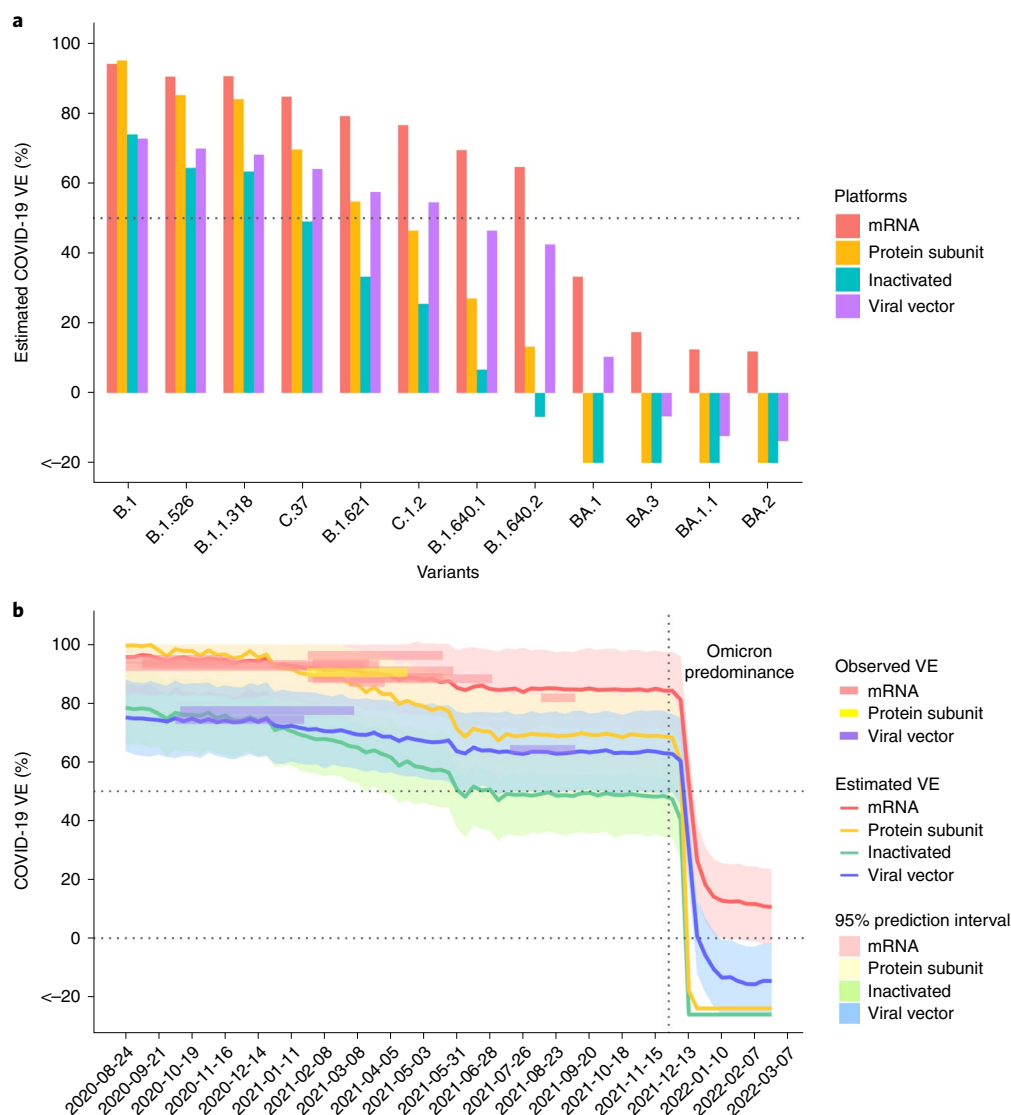 a
Estimated COVID-19 VE (%)
100
80
60
40
20
0
<–20
B.1
B.1.526
B.1.1.318
C.37
B.1.621
C.1.2
B.1.640.1
B.1.640.2
BA.1
BA.3
BA.1.1
BA.2
Variants
Platforms
mRNA
Protein subunit
Inactivated
Viral vector
b
COVID-19 VE (%)
100
80
60
40
20
0
<–20
Omicron
predominance
2020-08-24
2020-09-21
2020-10-19
2020-11-16
2020-12-14
2021-01-11
2021-02-08
2021-03-08
2021-04-05
2021-05-03
2021-05-31
2021-06-28
2021-07-26
2021-08-23
2021-09-20
2021-10-18
2021-11-15
2021-12-13
2022-01-10
2022-02-07
2022-03-07
Observed VE
mRNA
Protein subunit
Viral vector
Estimated VE
mRNA
Protein subunit
Inactivated
Viral vector
95% prediction interval
mRNA
Protein subunit
Inactivated
Viral vector